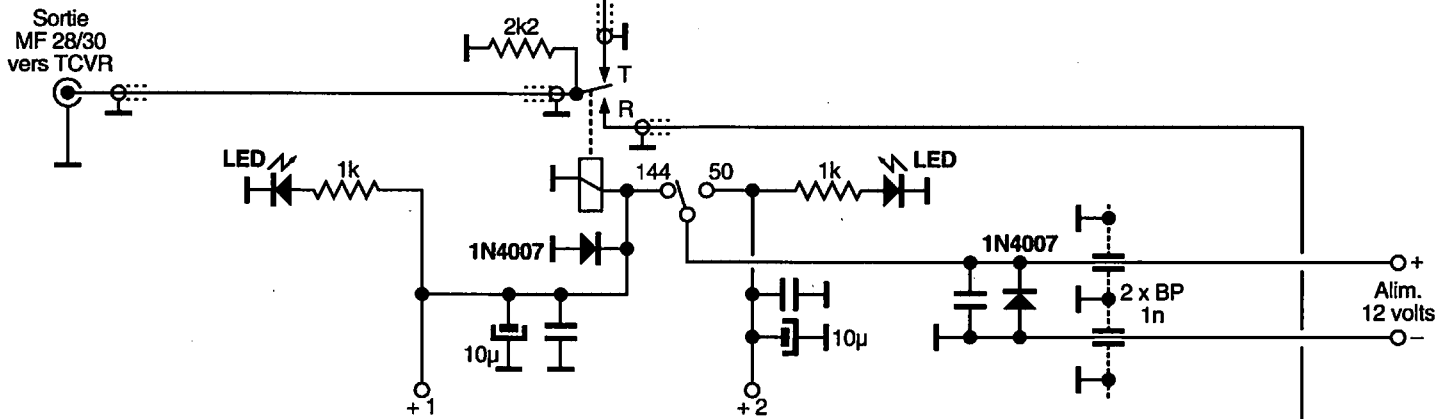 Sortie
MF 28/30
vers TCVR
2k2
T
R
LED
1k
144
50
1k
LED
1N4007
1N4007
+
2 x BP
1n
Alim.
12 volts
10µ
10µ
–
+ 1
+ 2